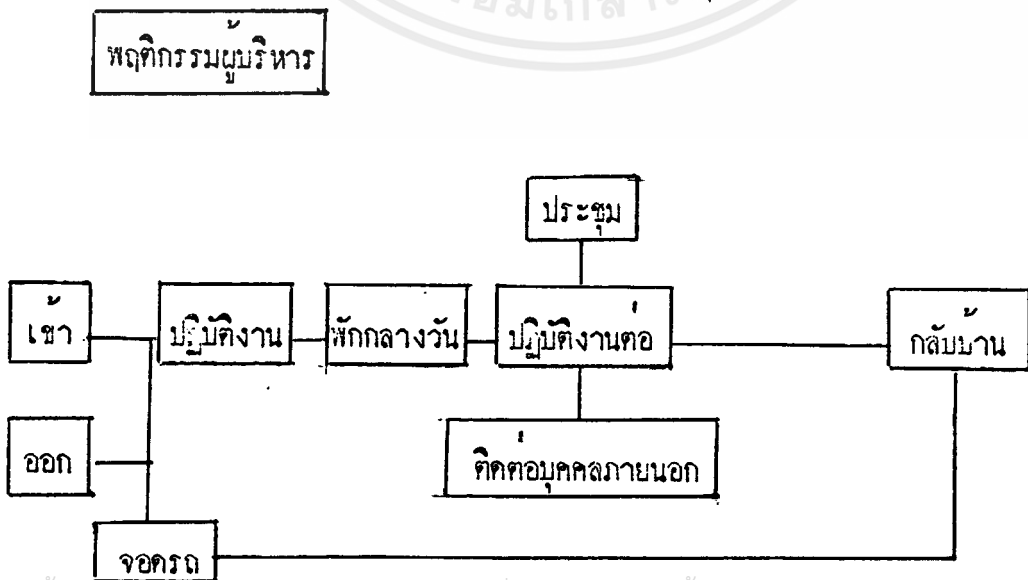 พฤติกรรมผู้บริหาร
ประชุม
เข้า
ปฏิบัติงาน
พักกลางวัน
ปฏิบัติงานต่อ
กลับบ้าน
ออก
ติดต่อบุคคลภายนอก
จอดรถ